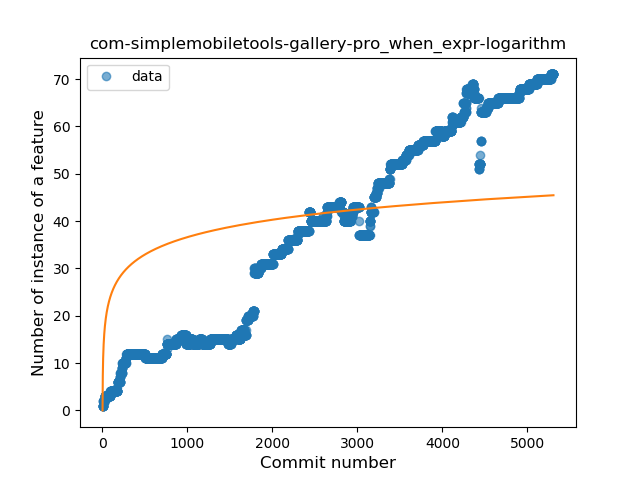 com-simplemobiletools-gallery-pro_when_expr-logarithm
data
Number of instance of a feature
70
60
50
40
30
20
10
0
0 1000 2000 3000 4000 5000
Commit number